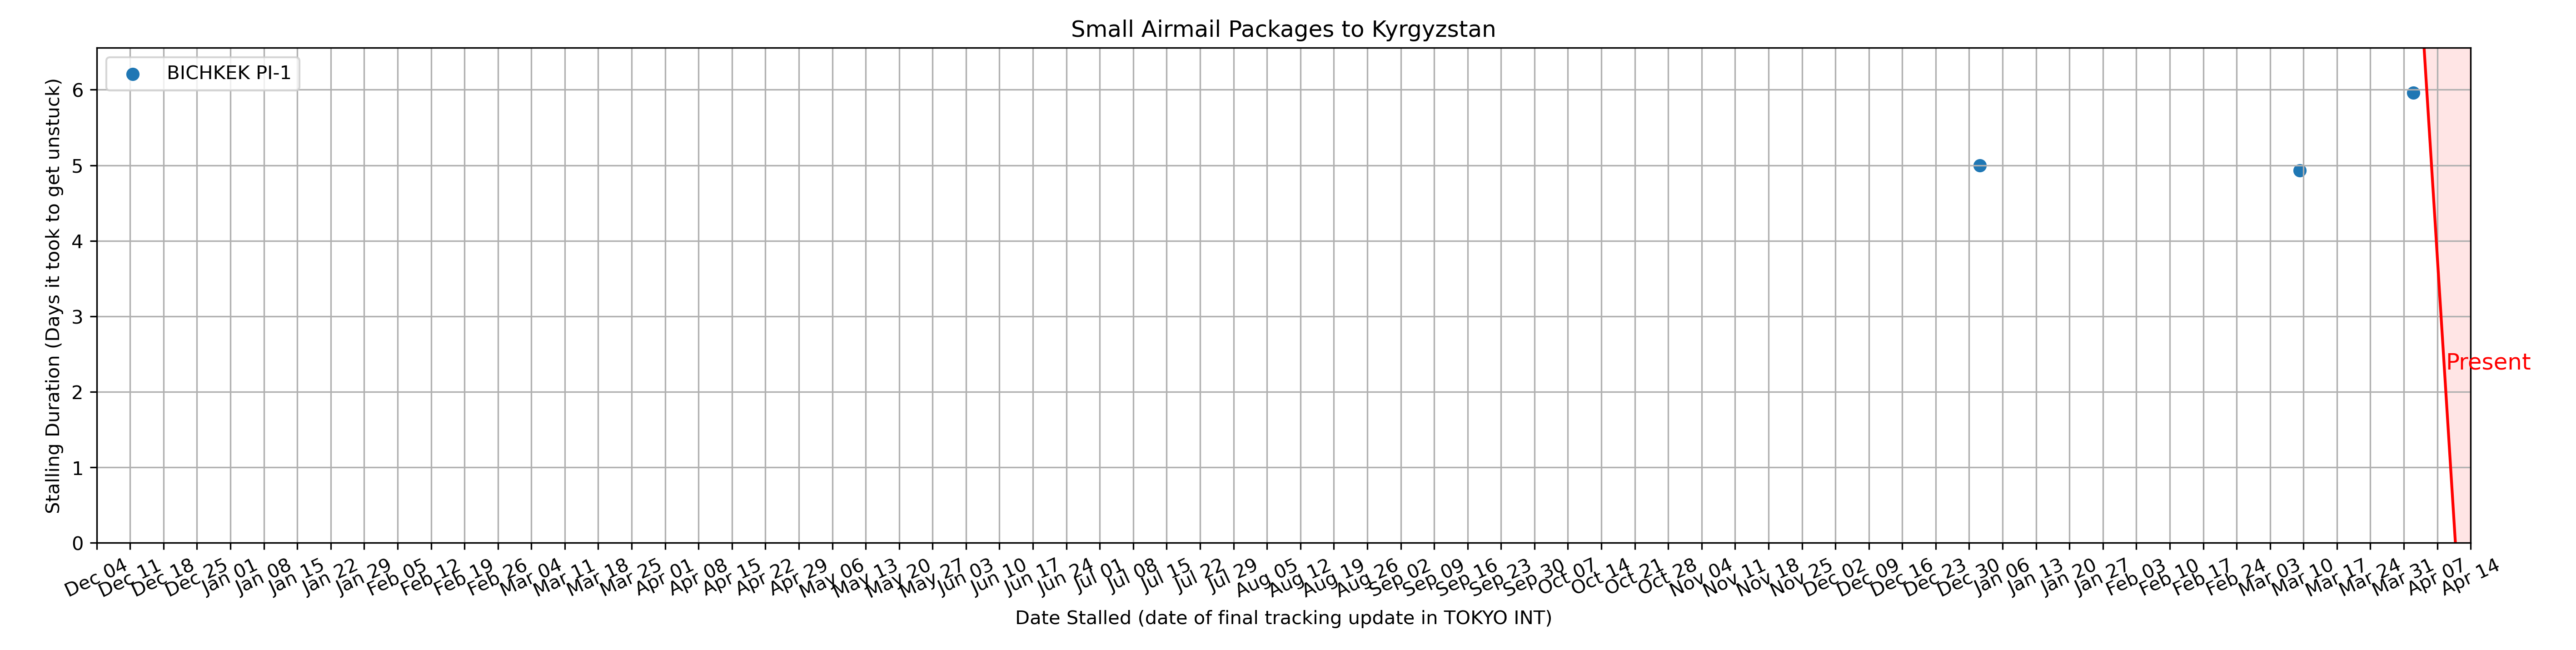 Small Airmail Packages to Kyrgyzstan
BICHKEK PI-1
Stalling Duration (Days it took to get unstuck)
6
5
4
3
2
1
0
Present
Dec 04
Dec 11
Dec 18
Dec 25
Jan 01
Jan 08
Jan 15
Jan 22
Jan 29
Feb 05
Feb 12
Feb 19
Feb 26
Mar 04
Mar 11
Mar 18
Mar 25
Apr 01
Apr 08
Apr 15
Apr 22
Apr 29
May 06
May 13
May 20
May 27
Jun 03
Jun 10
Jun 17
Jun 24
Jul 01
Jul 08
Jul 15
Jul 22
Jul 29
Aug 05
Aug 12
Aug 19
Aug 26
Sep 02
Sep 09
Sep 16
Sep 23
Sep 30
Oct 07
Oct 14
Oct 21
Oct 28
Nov 04
Nov 11
Nov 18
Nov 25
Dec 02
Dec 09
Dec 16
Dec 23
Dec 30
Jan 06
Jan 13
Jan 20
Jan 27
Feb 03
Feb 10
Feb 17
Feb 24
Mar 03
Mar 10
Mar 17
Mar 24
Mar 31
Apr 07
Apr 14
Date Stalled (date of final tracking update in TOKYO INT)